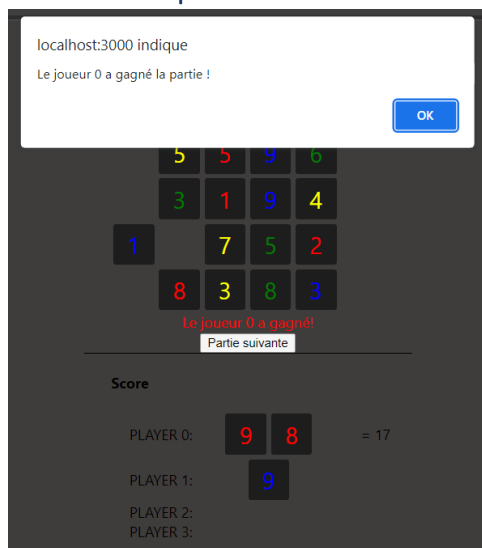 localhost:3000 indique
Le joueur 0 a gagné la partie !
OK
5 5 9 6
3 1 9 4
1 7 5 2
8 3 8 3
Le joueur 0 a gagné!
Partie suivante
Score
PLAYER 0: 9 8 = 17
PLAYER 1: 9
PLAYER 2:
PLAYER 3: